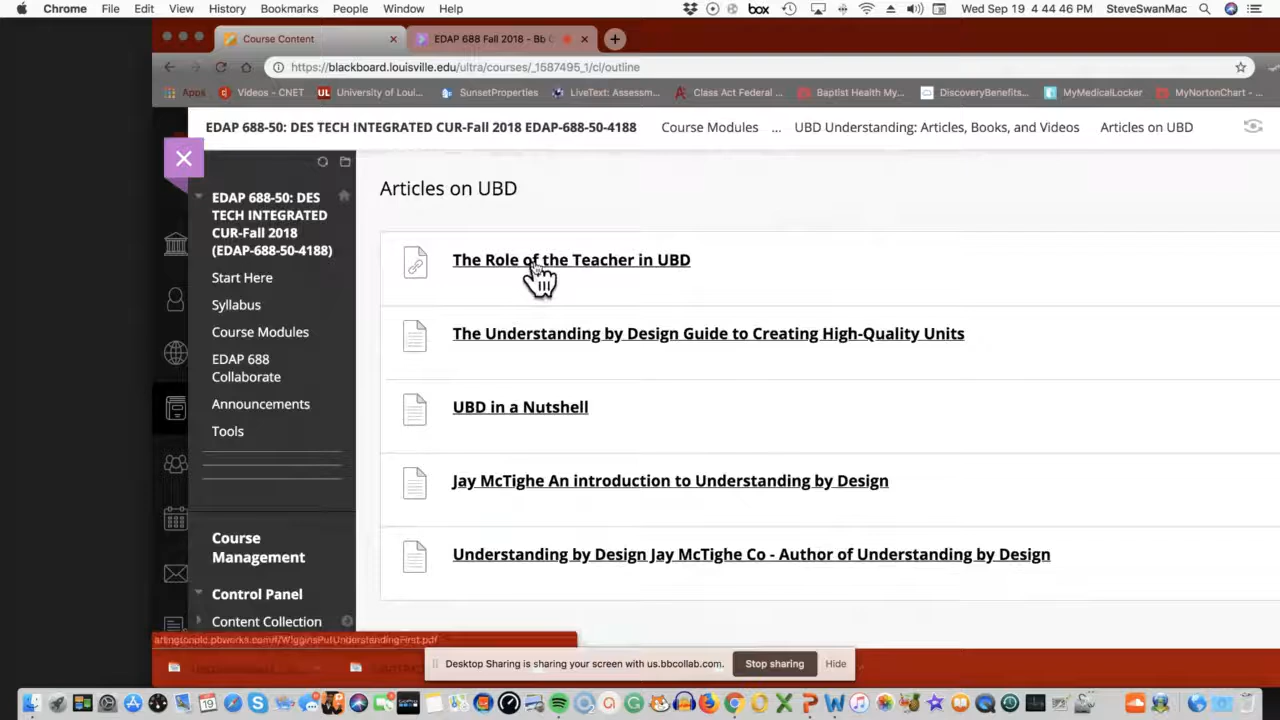 Chrome File Edit View History Bookmarks People Window Help box Wed Sep 19 4:44:46 PM SteveSwanMac
Course Content EDAP 688 Fall 2018 - Bb C
https://blackboard.louisville.edu/ultra/courses/_1587495_1/cl/outline
Apps Videos - CNET University of Loui... SunsetProperties LiveText: Assessm... Class Act Federal ... Baptist Health My... DiscoveryBenefits... MyMedicalLocker MyNortonChart - ...
EDAP 688-50: DES TECH INTEGRATED CUR-Fall 2018 EDAP-688-50-4188 Course Modules ... UBD Understanding: Articles, Books, and Videos Articles on UBD
EDAP 688-50: DES
TECH INTEGRATED
CUR-Fall 2018
(EDAP-688-50-4188)
Start Here
Syllabus
Course Modules
EDAP 688
Collaborate
Announcements
Tools
Course
Management
Control Panel
Content Collection
Articles on UBD
The Role of the Teacher in UBD
The Understanding by Design Guide to Creating High-Quality Units
UBD in a Nutshell
Jay McTighe An introduction to Understanding by Design
Understanding by Design Jay McTighe Co - Author of Understanding by Design
Desktop Sharing is sharing your screen with us.bbcollab.com. Stop sharing Hide